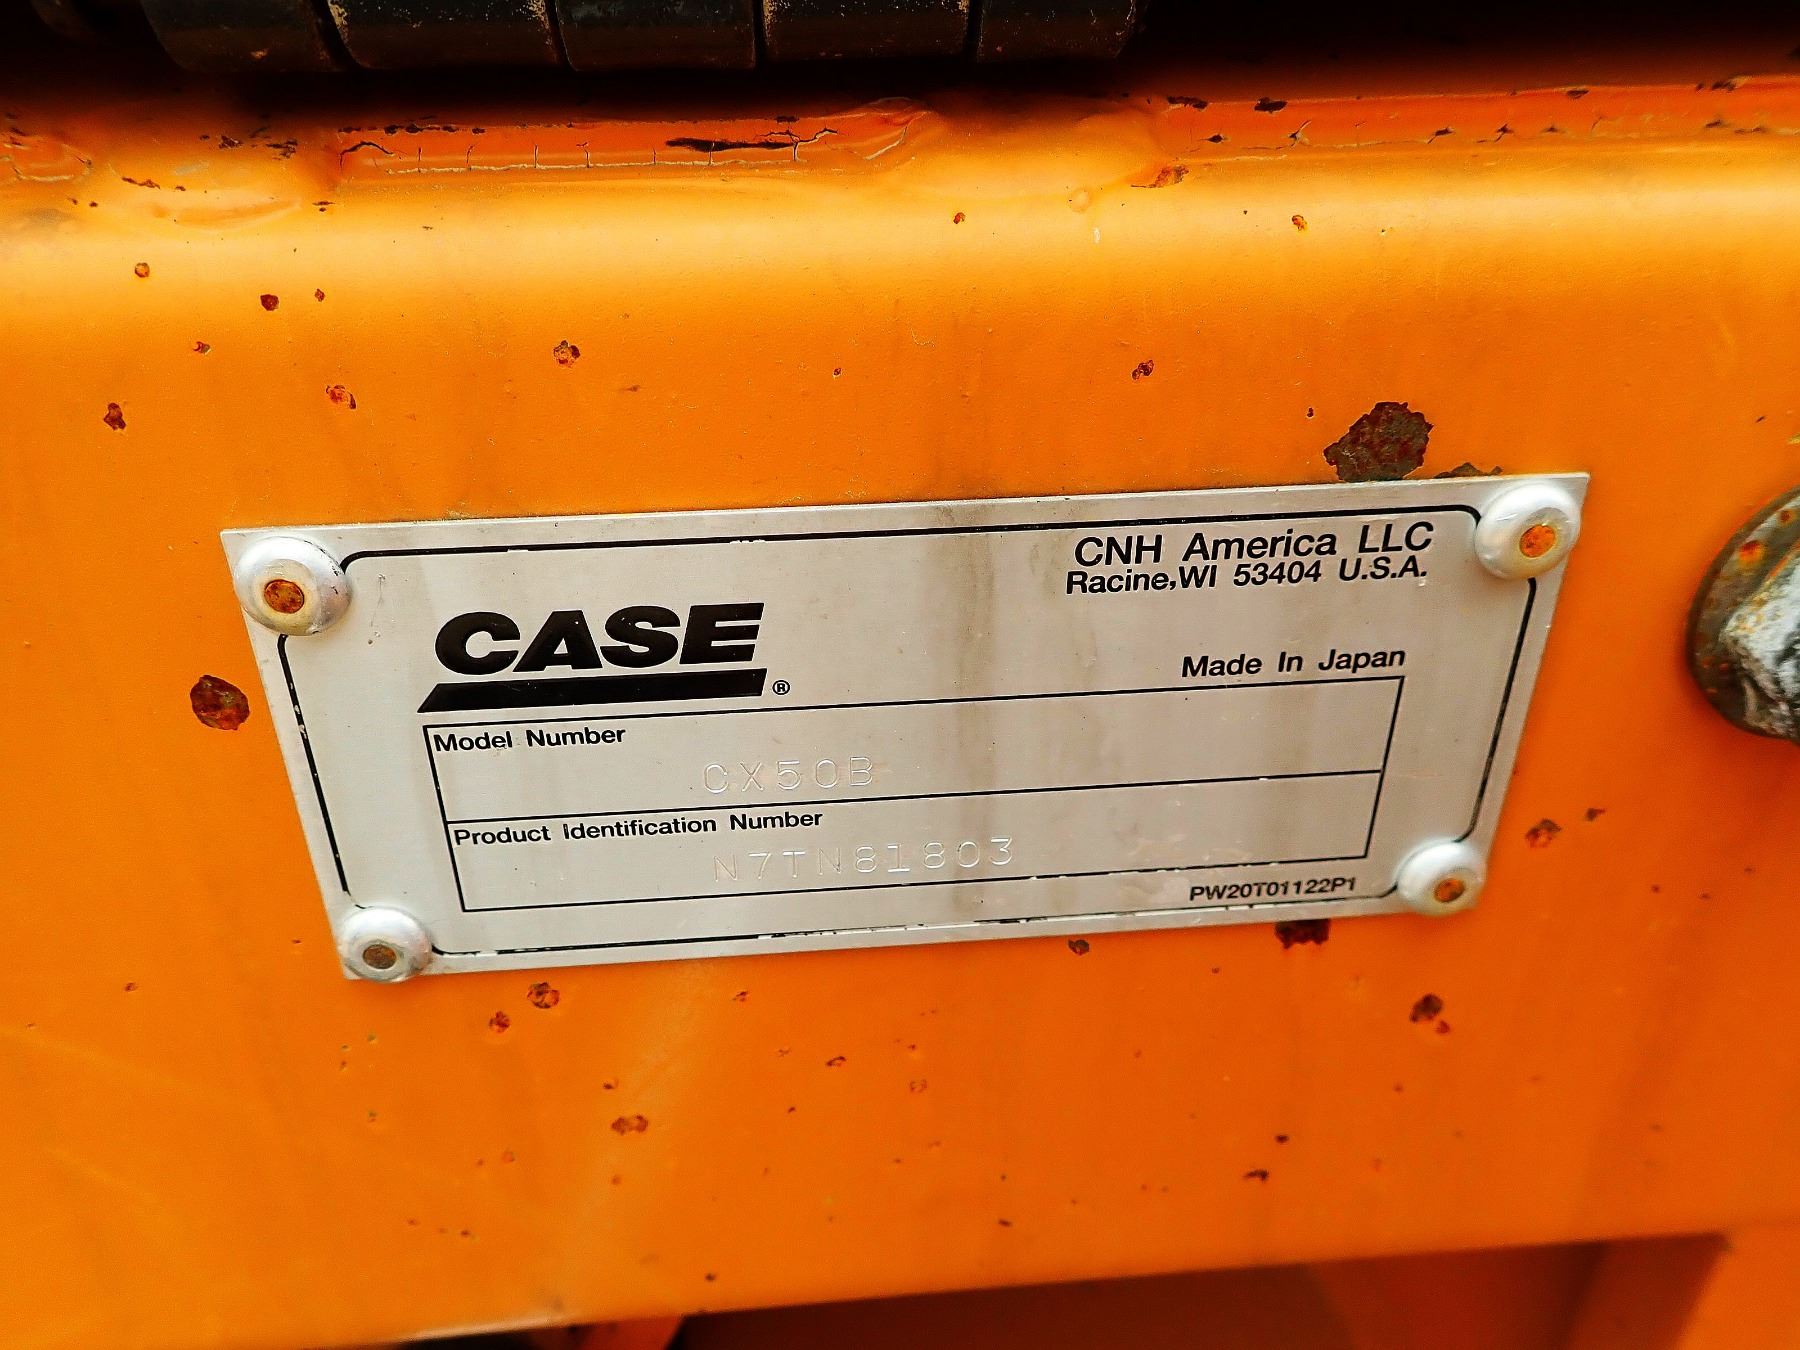 CNH America LLC
Racine,WI 53404 U.S.A.
CASE®
Made In Japan
Model Number
CX50B
Product Identification Number
N7TN81803
PW20T01122P1